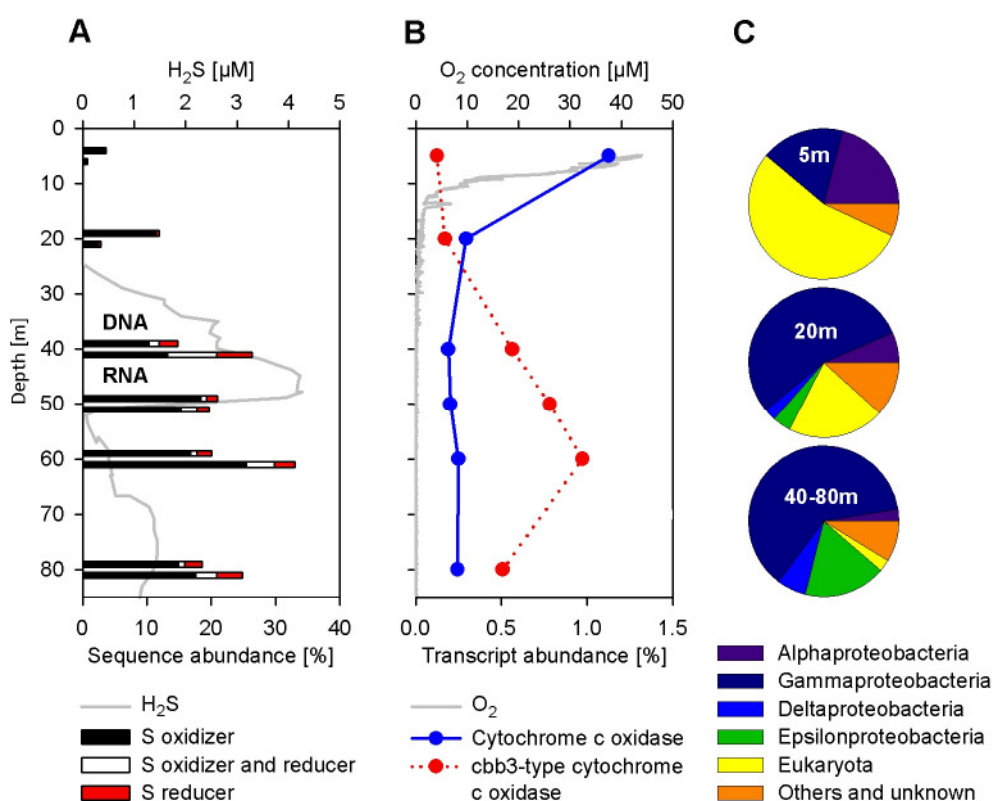 A
B
C
H2S [µM]
O2 concentration [µM]
0 1 2 3 4 5
0 10 20 30 40 50
0
10
20
30
40
50
60
70
80
Depth [m]
DNA
RNA
5m
20m
40-80m
0 10 20 30 40
0.0 0.5 1.0 1.5
Sequence abundance [%]
Transcript abundance [%]
H2S
S oxidizer
S oxidizer and reducer
S reducer
O2
Cytochrome c oxidase
cbb3-type cytochrome
c oxidase
Alphaproteobacteria
Gammaproteobacteria
Deltaproteobacteria
Epsilonproteobacteria
Eukaryota
Others and unknown